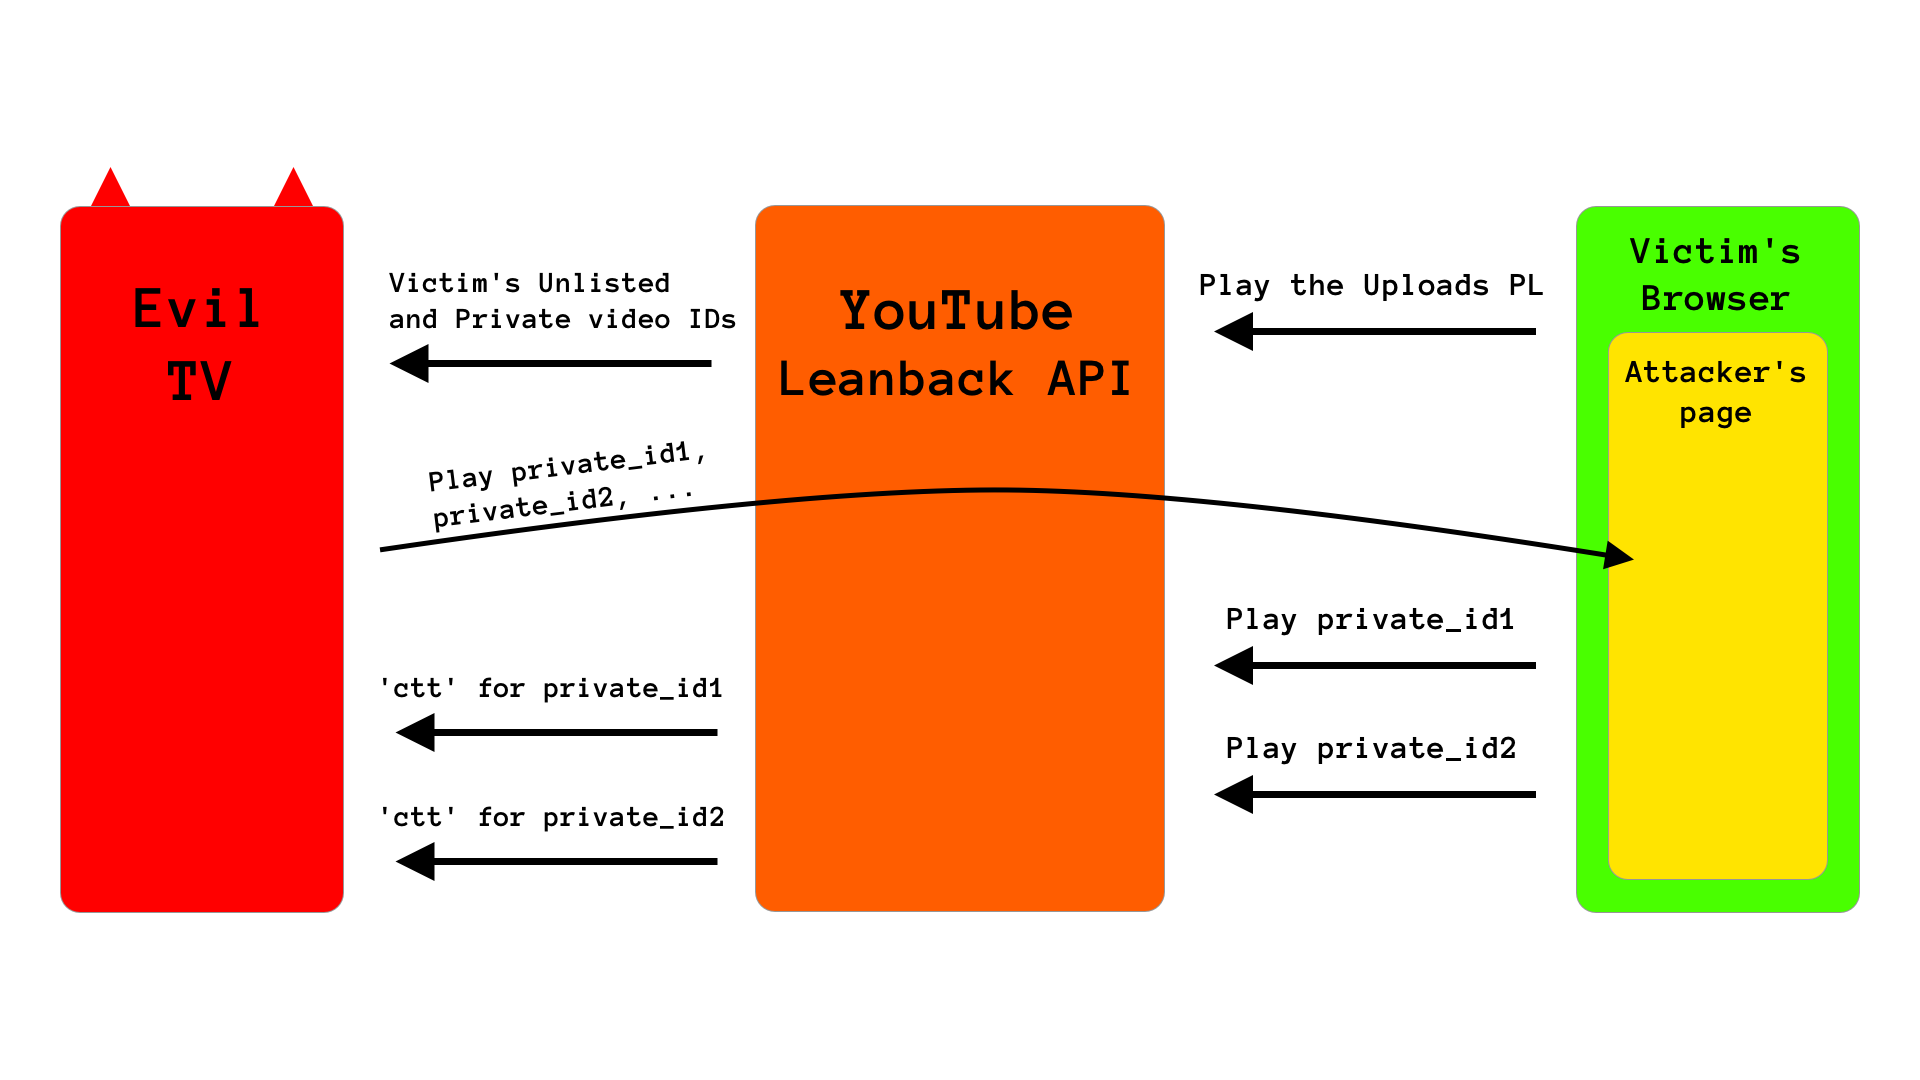 Evil
TV
Victim's Unlisted
and Private video IDs
YouTube
Leanback API
Play the Uploads PL
Victim's
Browser
Attacker's
page
Play private_id1,
private_id2, ...
Play private_id1
'ctt' for private_id1
Play private_id2
'ctt' for private_id2